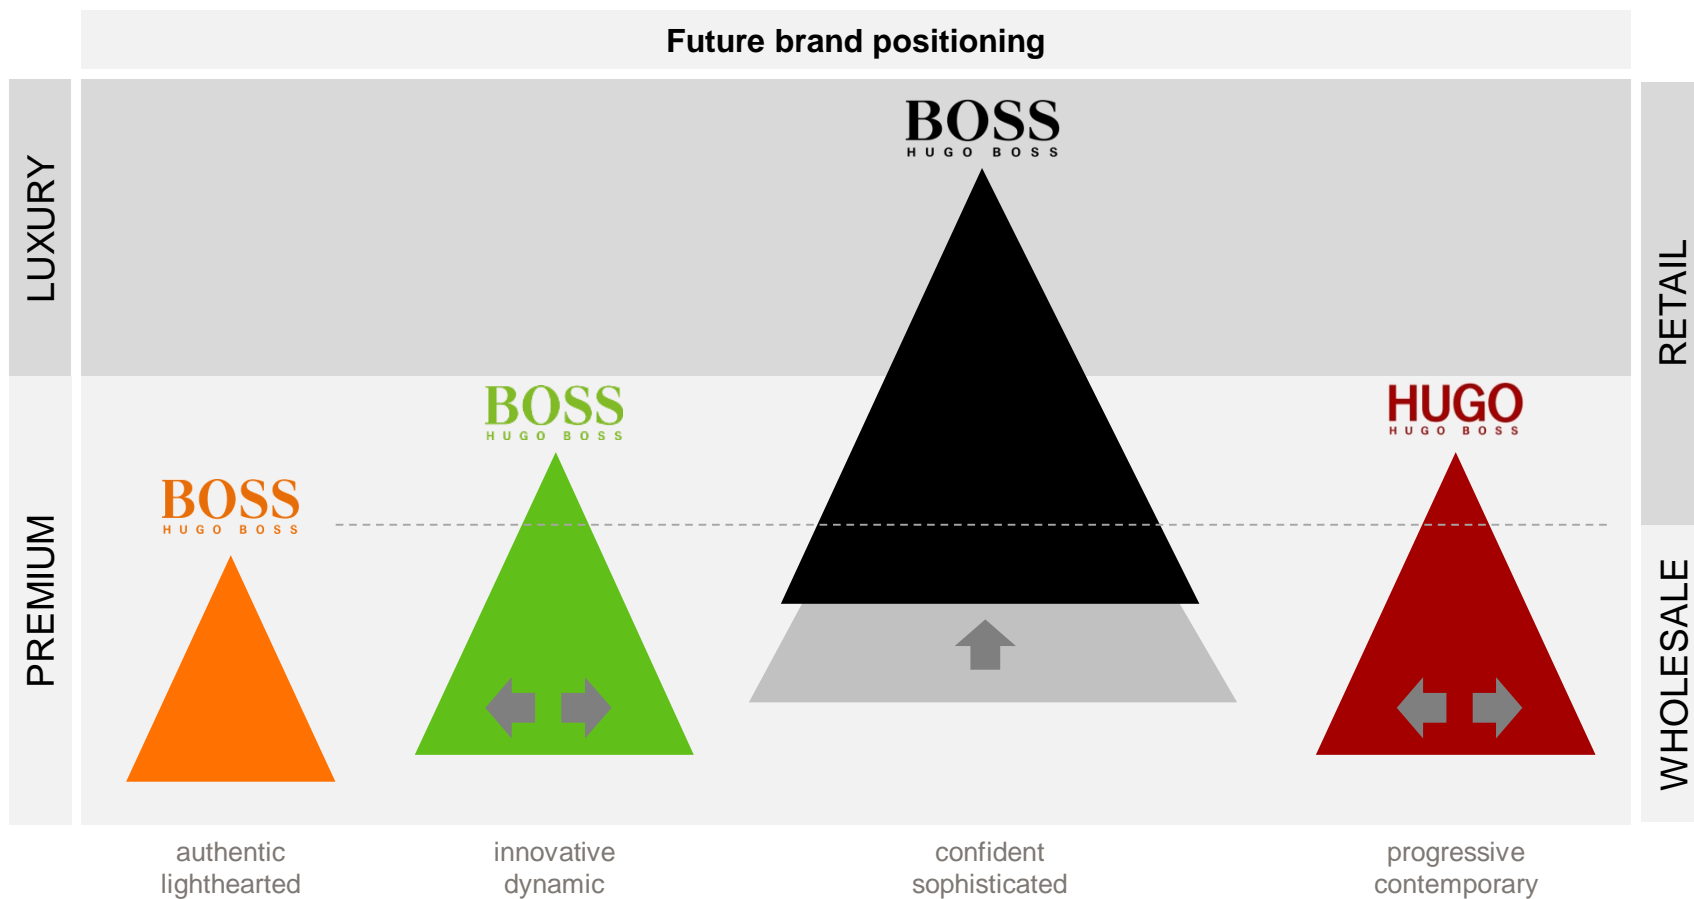 Future brand positioning
LUXURY
PREMIUM
RETAIL
WHOLESALE
BOSS
HUGO BOSS
BOSS
HUGO BOSS
BOSS
HUGO BOSS
HUGO
HUGO BOSS
authentic
lighthearted
innovative
dynamic
confident
sophisticated
progressive
contemporary